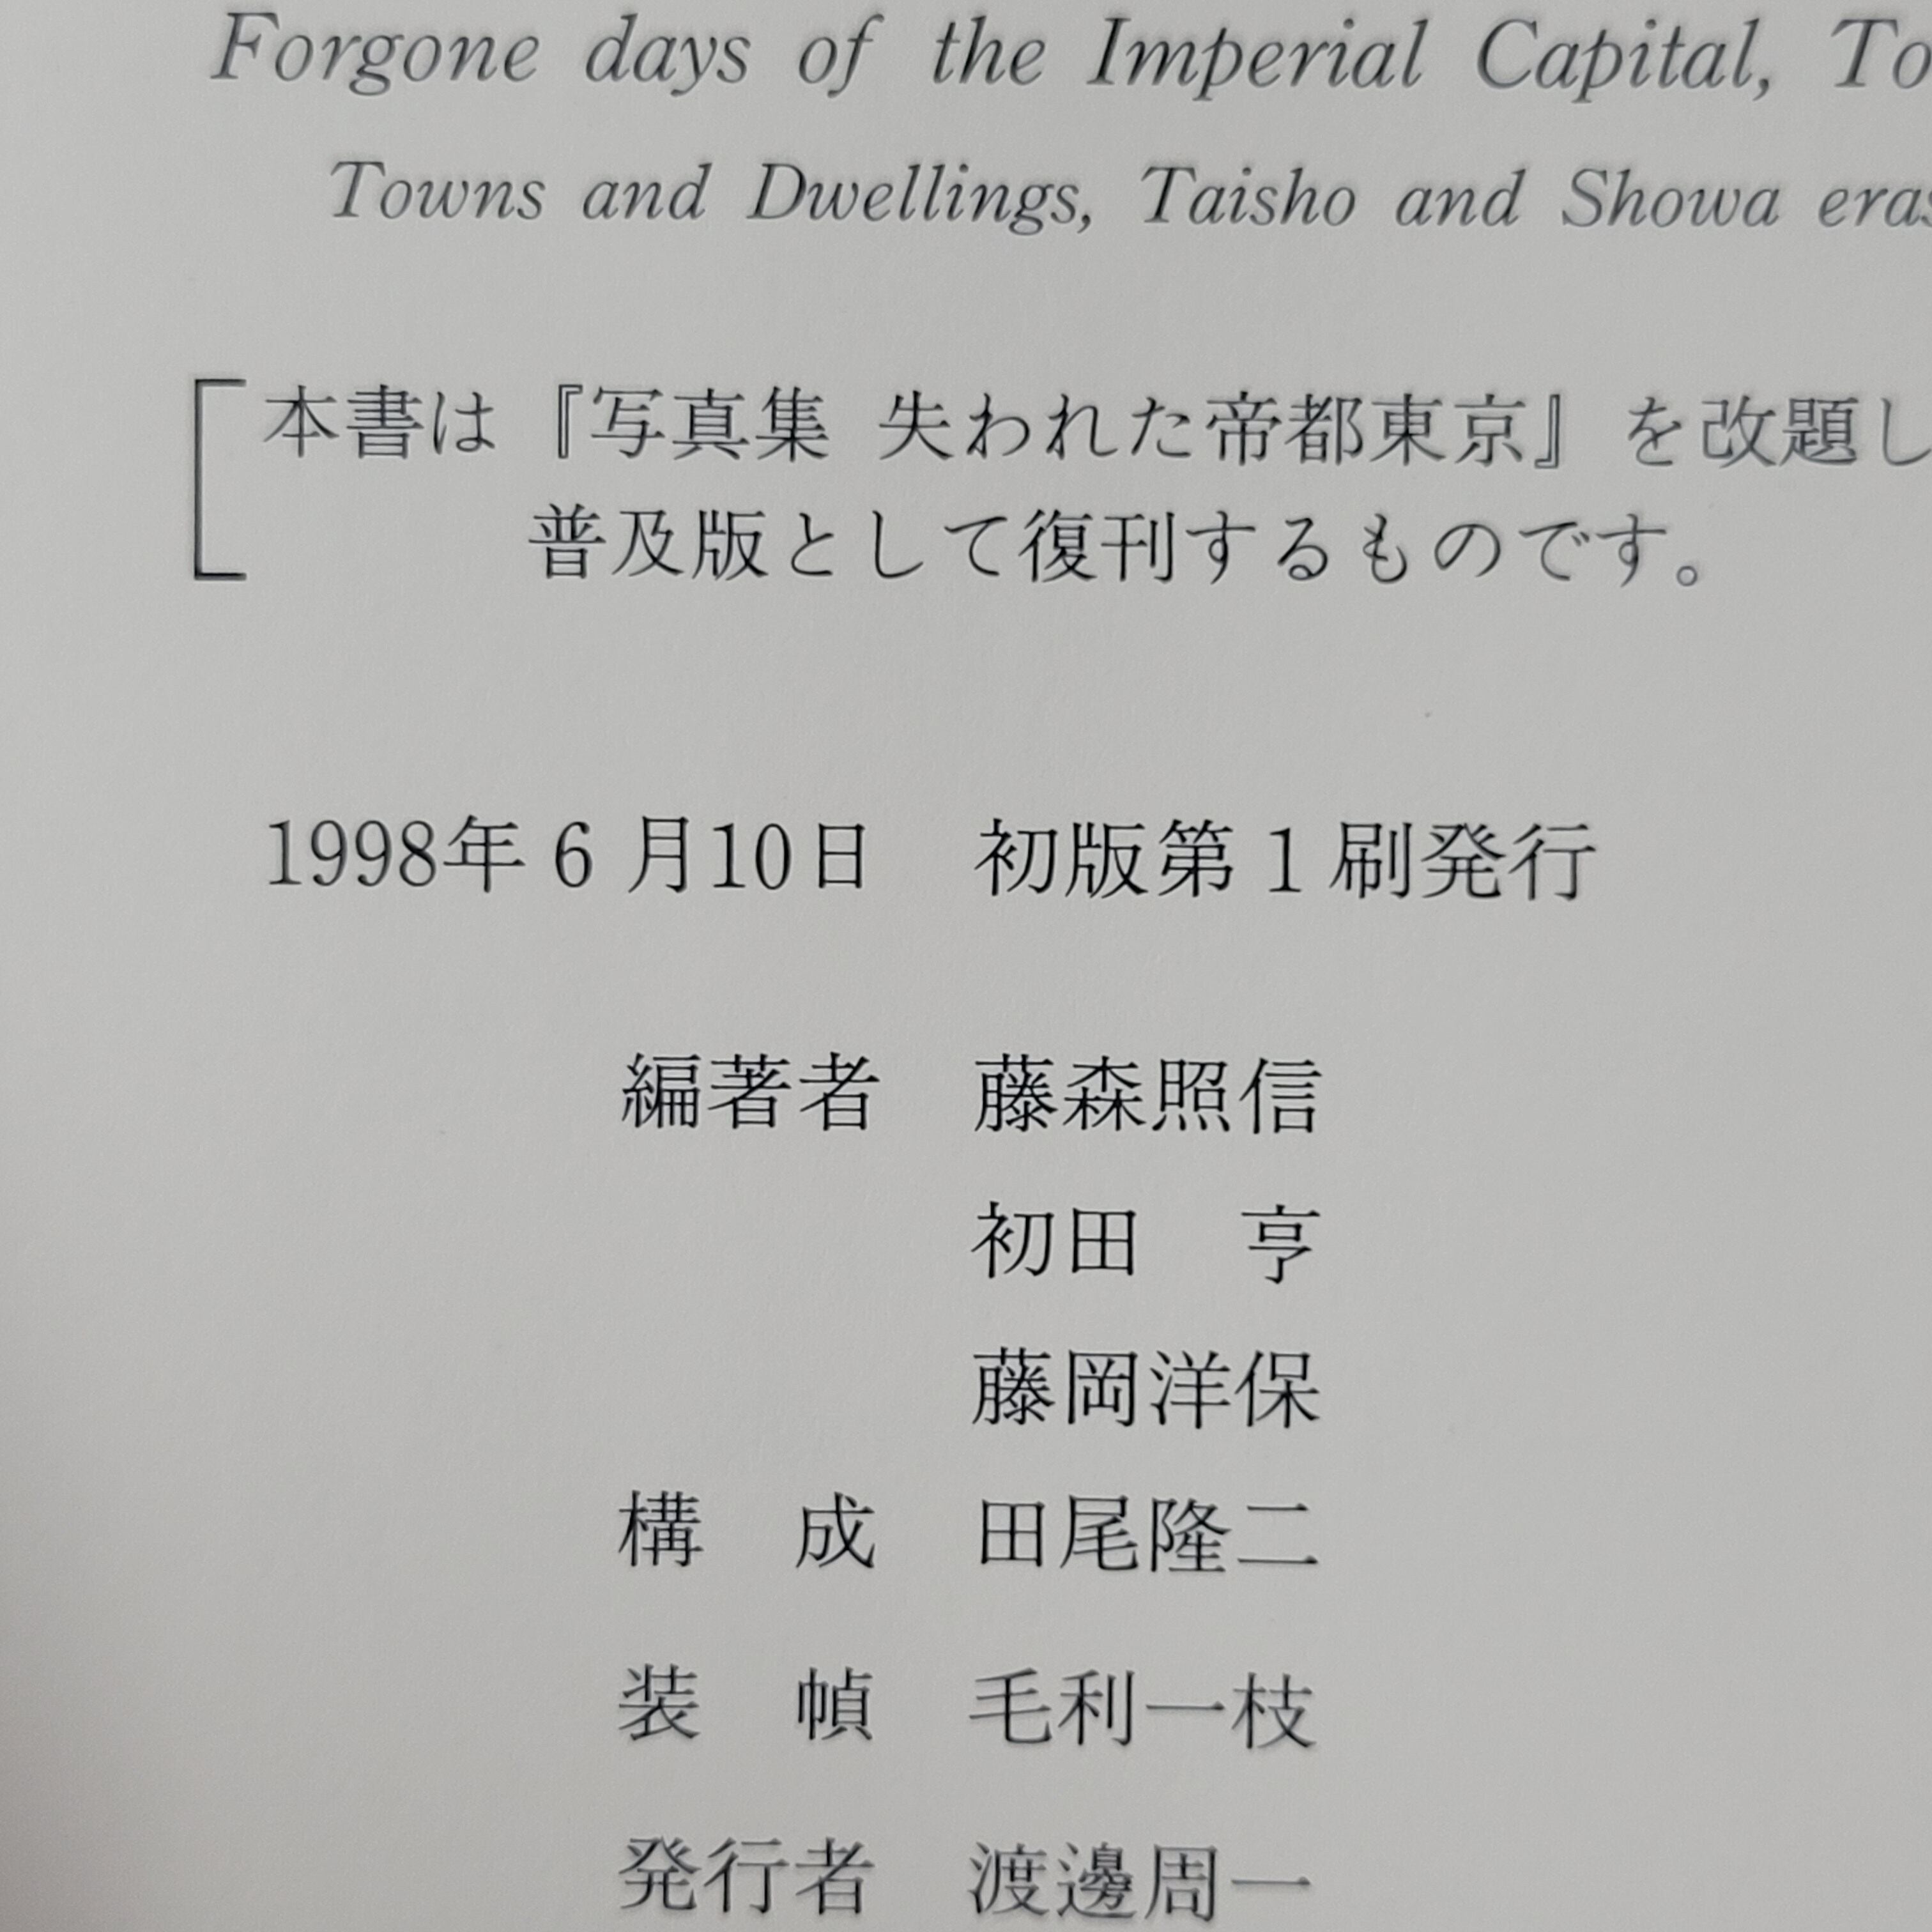 Forgone days of the Imperial Capital, To
Towns and Dwellings, Taisho and Showa eras
本書は『写真集 失われた帝都東京』を改題し
普及版として復刊するものです。
1998年6月10日 初版第1刷発行
編著者 藤森照信
初田 亨
藤岡洋保
構 成 田尾隆二
装 幀 毛利一枝
発行者 渡邊周一